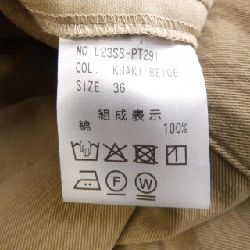 NO. L23SS-PT291
COL. KHAKI BEIGE
SIZE 36
組成表示
綿 100%
F W